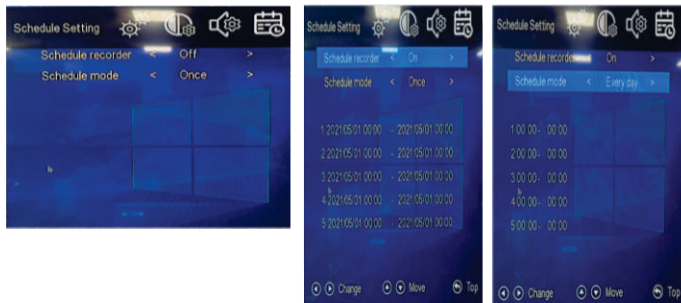 Schedule Setting
Schedule recorder < Off >
Schedule mode < Once >
Schedule Setting
Schedule recorder < On >
Schedule mode < Once >
1 2021/05/01 00:00 - 2021/05/01 00:00
2 2021/05/01 00:00 - 2021/05/01 00:00
3 2021/05/01 00:00 - 2021/05/01 00:00
4 2021/05/01 00:00 - 2021/05/01 00:00
5 2021/05/01 00:00 - 2021/05/01 00:00
Change Move Top
Schedule Setting
Schedule recorder On >
Schedule mode < Every day >
1 00:00 - 00:00
2 00:00 - 00:00
3 00:00 - 00:00
4 00:00 - 00:00
5 00:00 - 00:00
Change Move Top